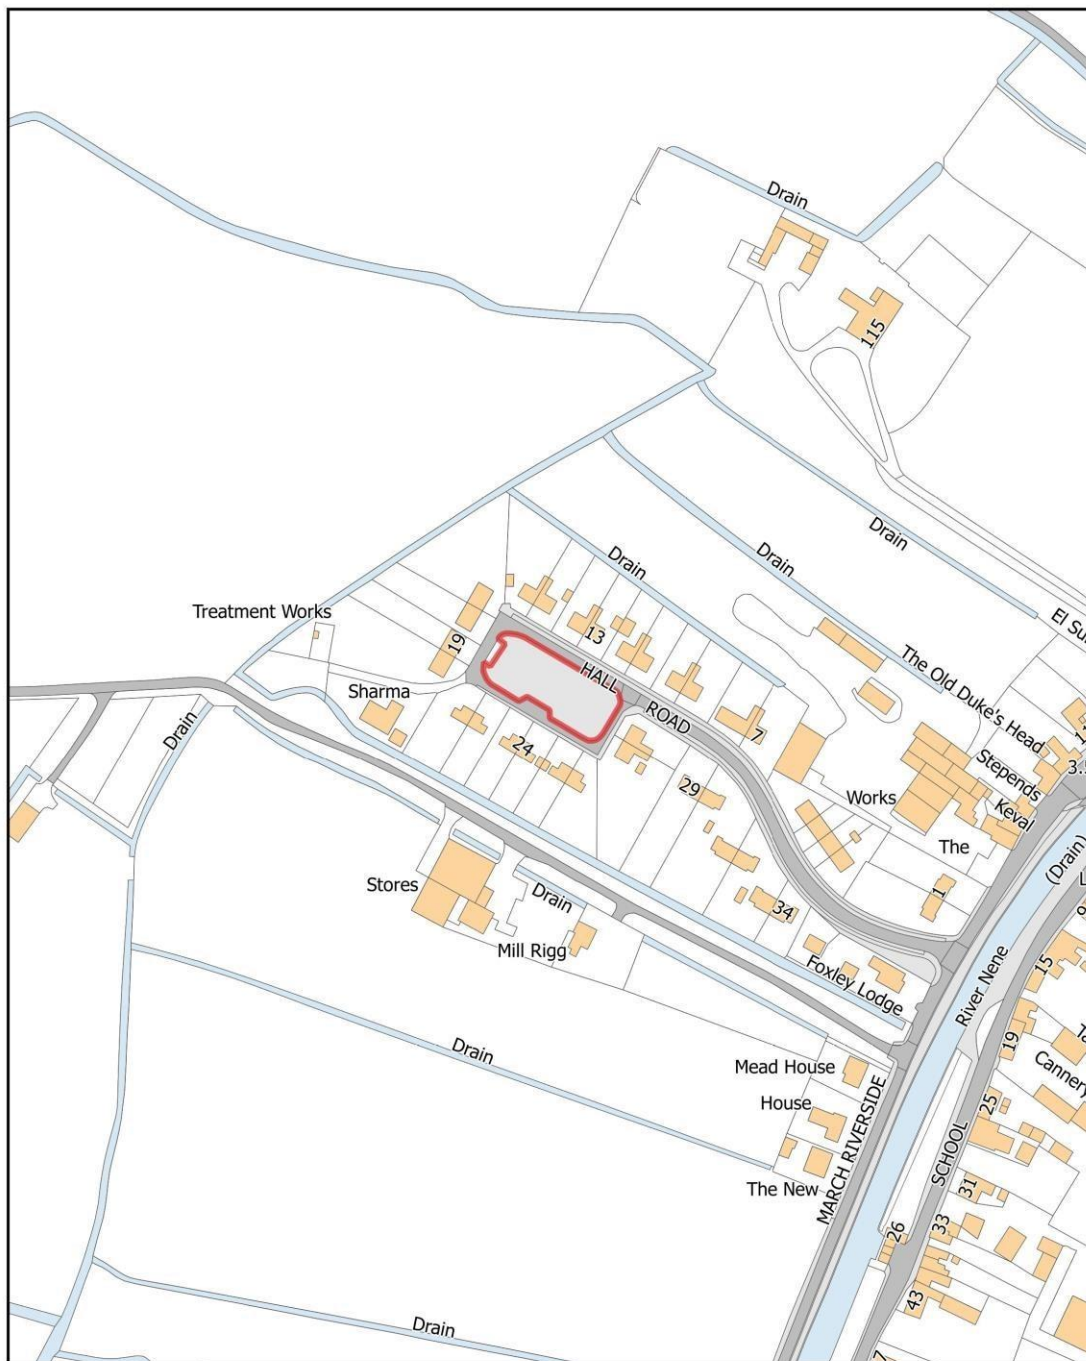 Drain
115
Drain
Drain
Drain
Treatment Works
13
19
HALL
ROAD
Sharma
Drain
24
7
29
The Old Duke's Head
Stepends
Keval
Works
The
1
34
Foxley Lodge
(Drain)
River Nene
Stores
Drain
Mill Rigg
15
19
Cannery
Drain
Mead House
House
The New
MARCH RIVERSIDE
SCHOOL
25
31
33
26
43
Drain